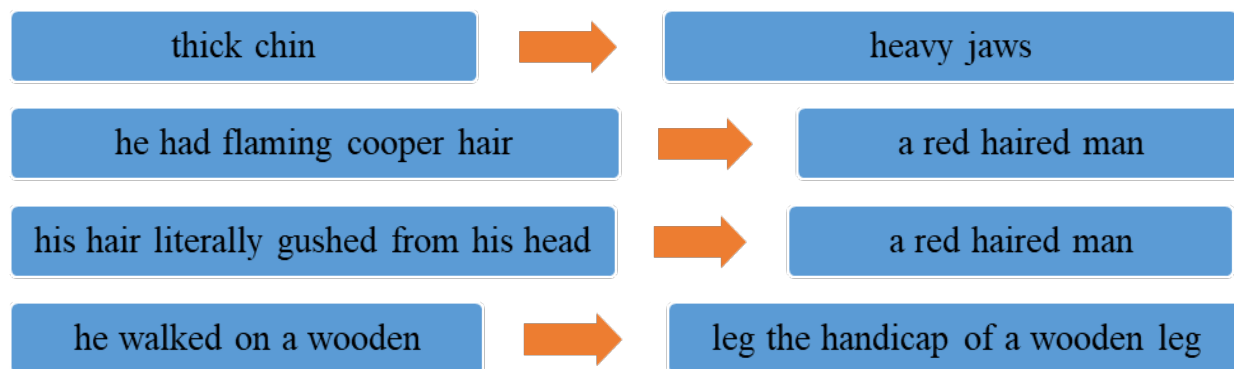 thick chin
heavy jaws
he had flaming cooper hair
a red haired man
his hair literally gushed from his head
a red haired man
he walked on a wooden
leg the handicap of a wooden leg